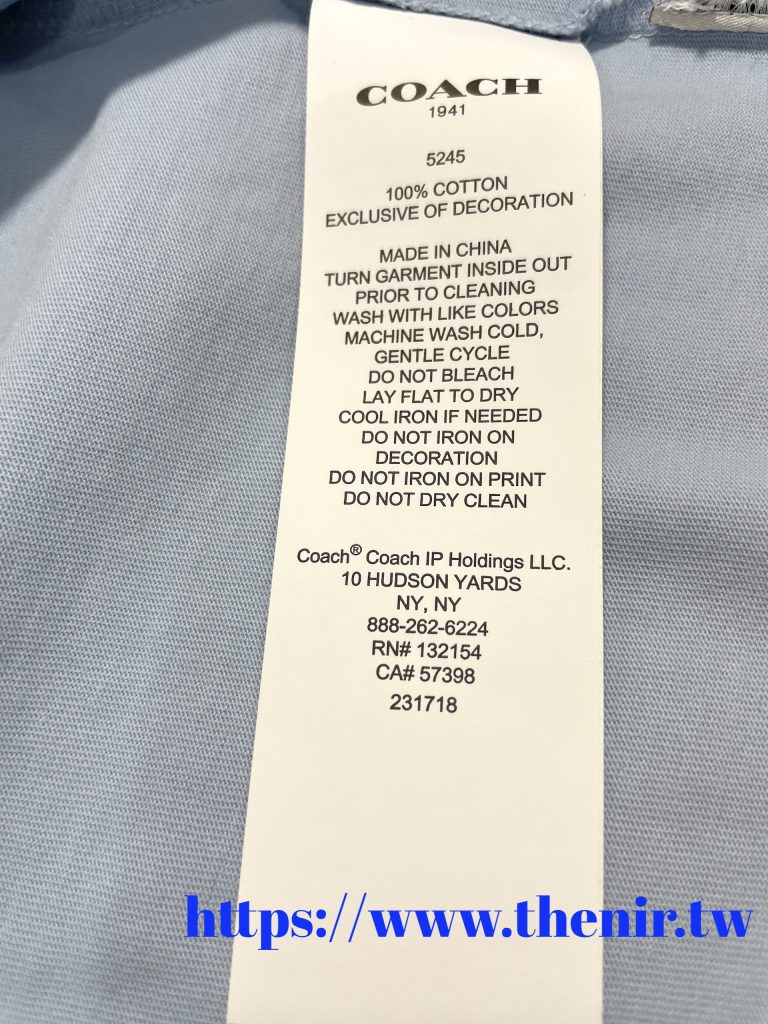 COACH
1941
5245
100% COTTON
EXCLUSIVE OF DECORATION
MADE IN CHINA
TURN GARMENT INSIDE OUT
PRIOR TO CLEANING
WASH WITH LIKE COLORS
MACHINE WASH COLD,
GENTLE CYCLE
DO NOT BLEACH
LAY FLAT TO DRY
COOL IRON IF NEEDED
DO NOT IRON ON
DECORATION
DO NOT IRON ON PRINT
DO NOT DRY CLEAN
Coach® Coach IP Holdings LLC.
10 HUDSON YARDS
NY, NY
888-262-6224
RN# 132154
CA# 57398
231718
https://www.thenir.tw